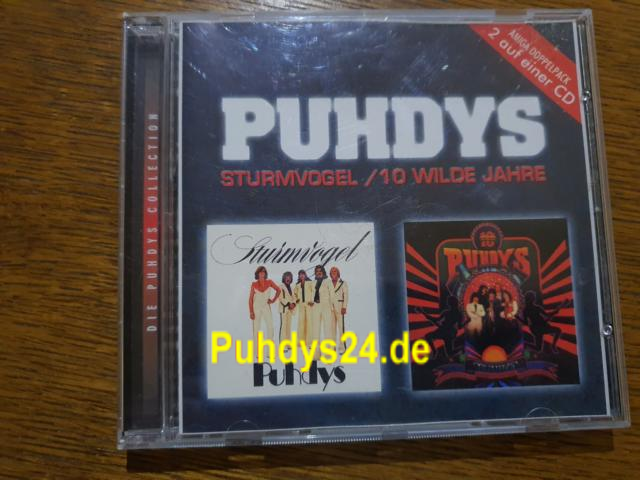 AMIGA DOPPELPACK
2 auf einer CD
PUHDYS
STURMVOGEL /10 WILDE JAHRE
DIE PUHDYS COLLECTION
Sturmvogel
Puhdys
10
PUHDYS
Puhdys24.de